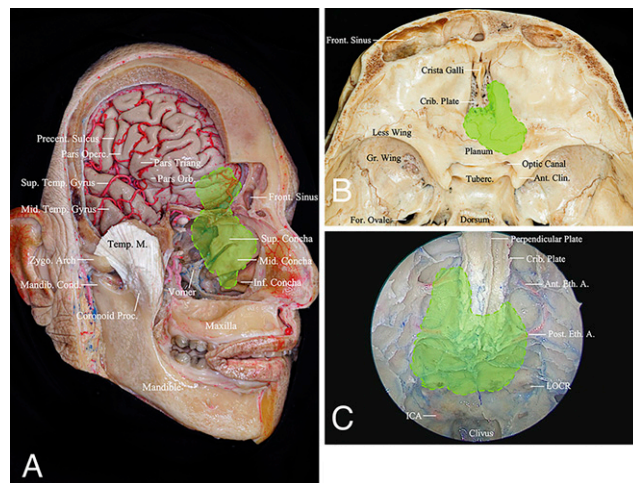 Precent. Sulcus
Pars Operc.
Pars Triang
Pars Orb.
Sup. Temp. Gyrus
Mid. Temp. Gyrus
Front. Sinus
Temp. M.
Sup. Concha
Zygo. Arch
Mid. Concha
Mandib. Cond.
Vomer
Inf. Concha
Coronoid Proc.
Maxilla
Mandible
A
Front. Sinus
Crista Galli
Crib. Plate
Less Wing
Planum
Gr. Wing
Optic Canal
Tuberc.
Ant. Clin.
B
For. Ovale
Dorsum
Perpendicular Plate
Crib. Plate
Ant. Eth. A.
Post. Eth. A.
LOCR
ICA
Clivus
C